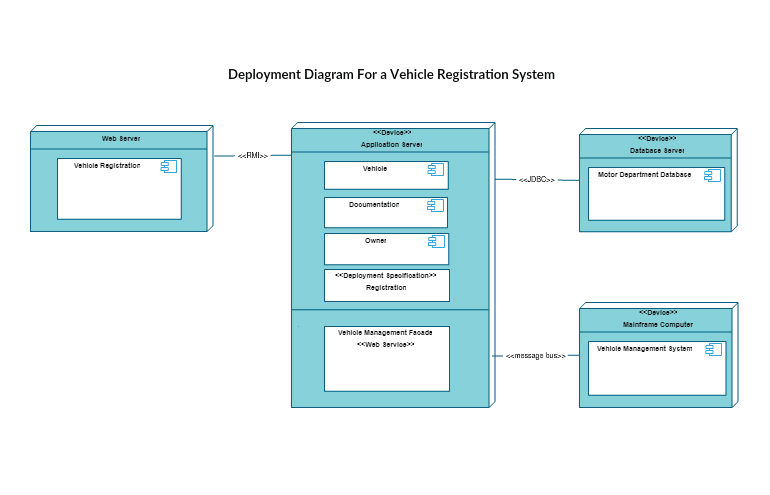 Deployment Diagram For a Vehicle Registration System
Web Server
Vehicle Registration
<<RMI>>
<<Device>>
Application Server
Vehicle
Documentation
Owner
<<Deployment Specification>>
Registration
Vehicle Management Facade
<<Web Service>>
<<JDBC>>
<<Device>>
Database Server
Motor Department Database
<<message bus>>
<<Device>>
Mainframe Computer
Vehicle Management System